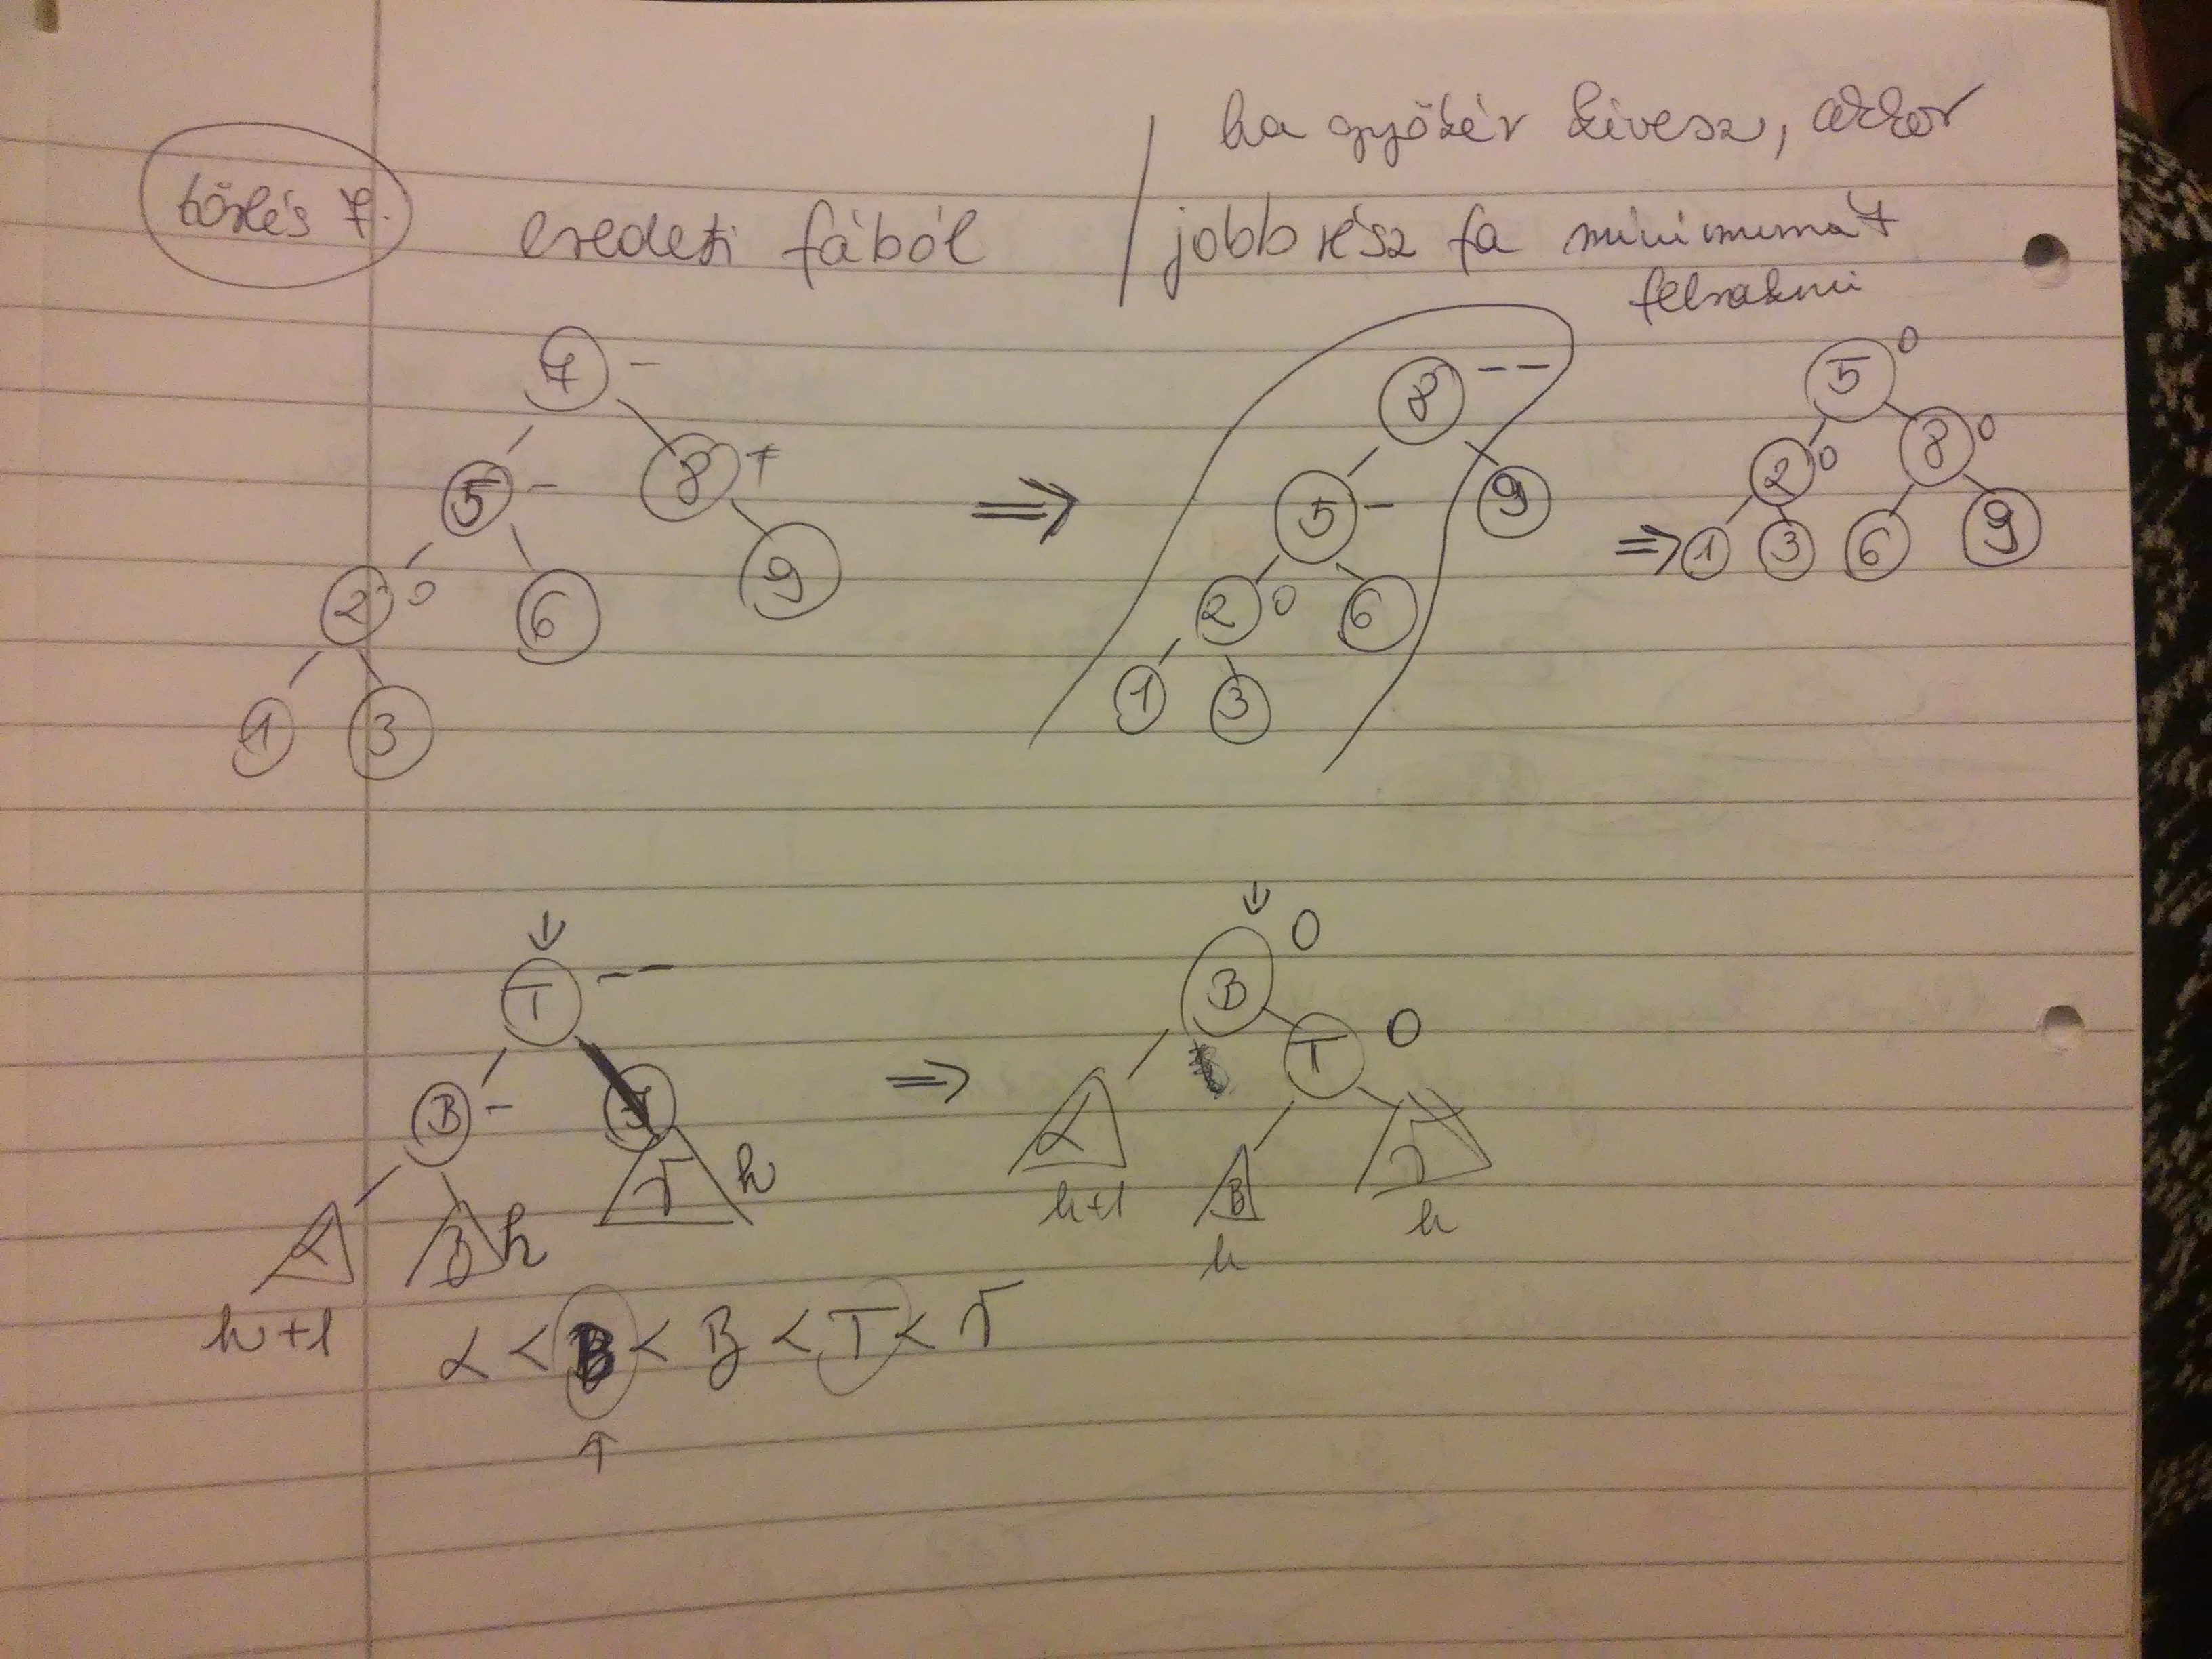 ha gyökér kivesz, akkor
törlés 7. eredeti fából / jobb rész fa minimumát
felrakni
7 -
5 - 8 +
2 0 6 9
1 3
⇒
8 --
5 - 9
2 0 6
1 3
⇒
5 0
2 0 8 0
1 3 6 9
↓
T --
B -
α β h γ h
h+1
⇒
↓
B 0
T 0
α β γ
h+1 h h
α < B < β < T < γ
↑